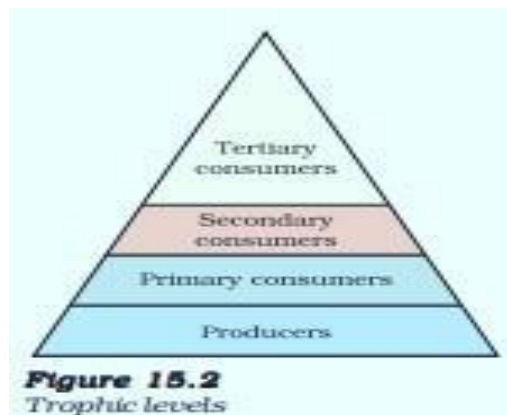 Tertiary
consumers
Secondary
consumers
Primary consumers
Producers
Figure 15.2
Trophic levels